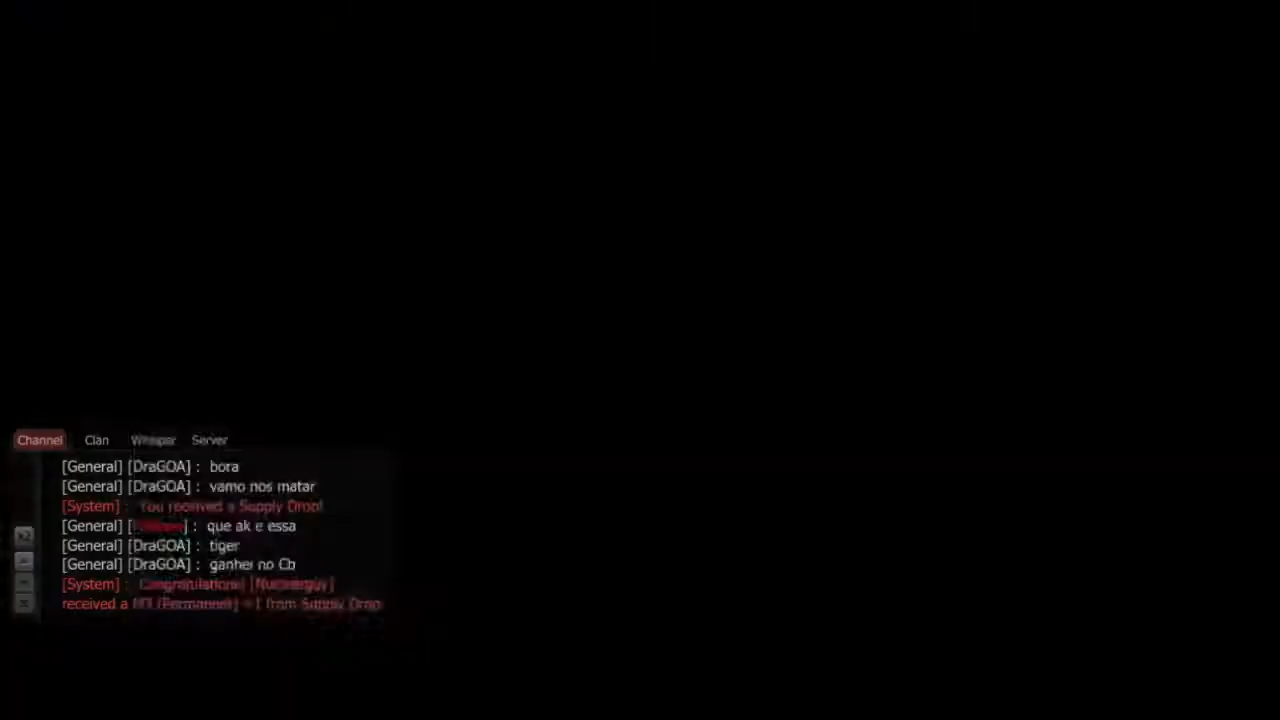 Channel Clan Whisper Server
[General] [DraGOA] : bora
[General] [DraGOA] : vamo nos matar
[System] : You received a Supply Drop!
[General] [ ] : que ak e essa
[General] [DraGOA] : tiger
[General] [DraGOA] : ganhei no Cb
[System] : Congratulations!
received a (Permanent) from Supply Drop